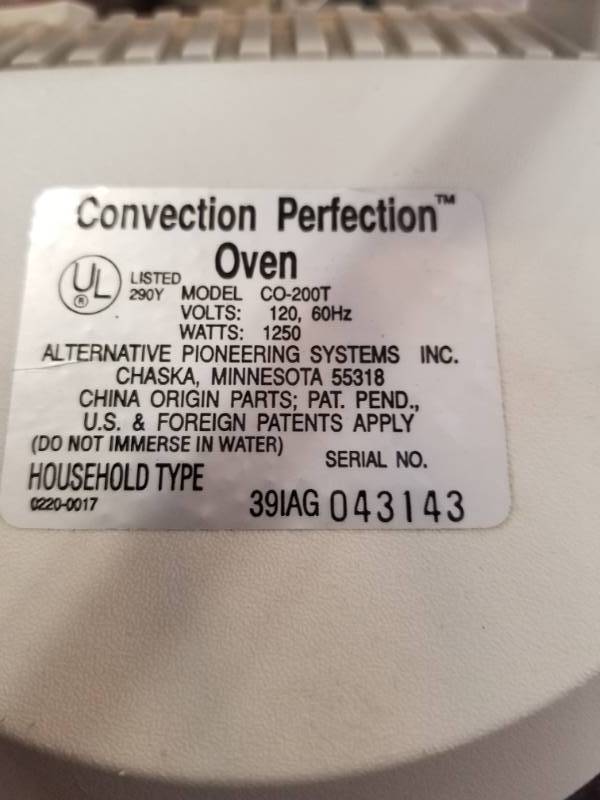 Convection Perfection™
Oven
UL ®
LISTED
290Y
MODEL CO-200T
VOLTS: 120, 60Hz
WATTS: 1250
ALTERNATIVE PIONEERING SYSTEMS INC.
CHASKA, MINNESOTA 55318
CHINA ORIGIN PARTS; PAT. PEND.,
U.S. & FOREIGN PATENTS APPLY
(DO NOT IMMERSE IN WATER)
SERIAL NO.
HOUSEHOLD TYPE
0220-0017
39IAG 043143